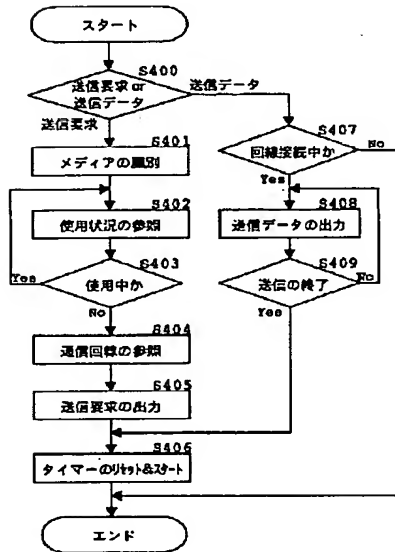 スタート
S400
送信要求 or
送信データ
送信データ
送信要求
S401
メディアの識別
S402
使用状況の参照
S403
使用中か
Yes
No
S404
通信回線の参照
S405
送信要求の出力
S406
タイマーのリセット&スタート
エンド
S407
回線接続中か
No
Yes
S408
送信データの出力
S409
送信の終了
No
Yes